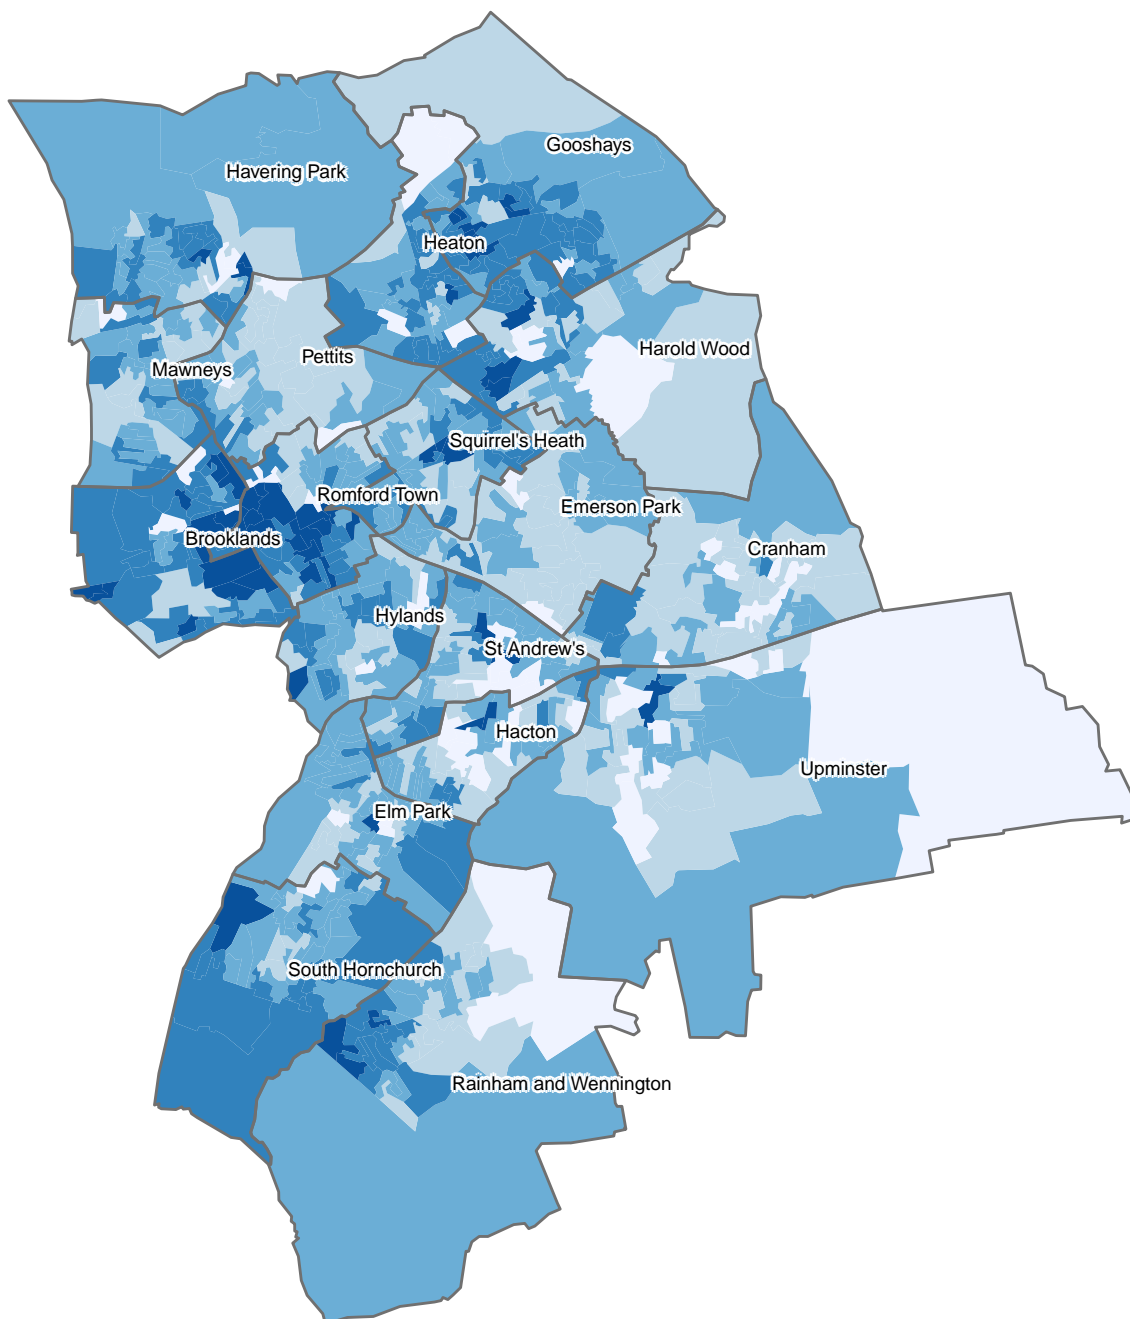 Gooshays
Havering Park
Heaton
Harold Wood
Pettits
Mawneys
Squirrel's Heath
Romford Town
Emerson Park
Brooklands
Cranham
Hylands
St Andrew's
Hacton
Upminster
Elm Park
South Hornchurch
Rainham and Wennington